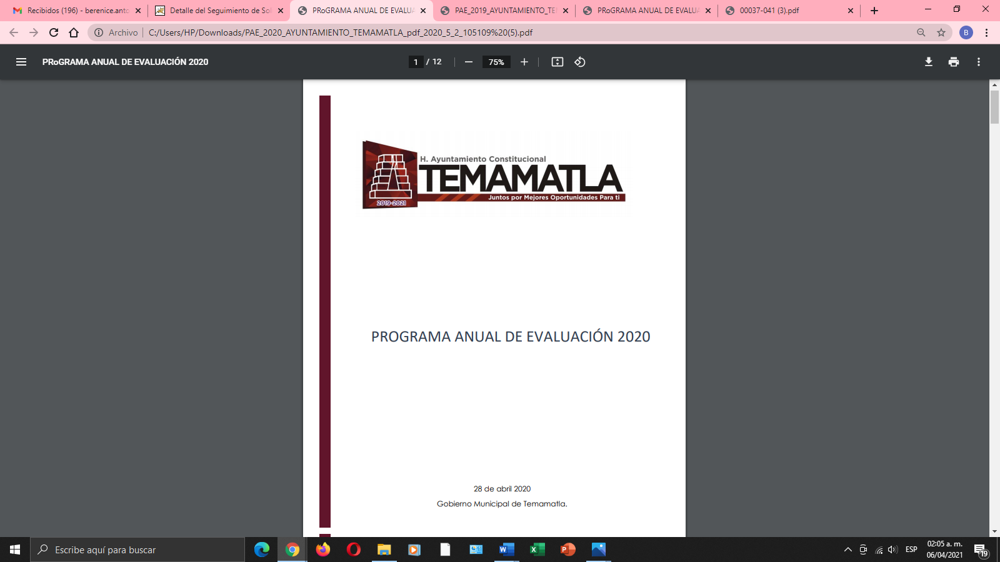 Recibidos (196) - berenice.anto
Detalle del Seguimiento de Sol
PRoGRAMA ANUAL DE EVALUA
PAE_2019_AYUNTAMIENTO_TE
PRoGRAMA ANUAL DE EVALUA
00037-041 (3).pdf
Archivo
C:/Users/HP/Downloads/PAE_2020_AYUNTAMIENTO_TEMAMATLA_pdf_2020_5_2_105109%20(5).pdf
B
PRoGRAMA ANUAL DE EVALUACIÓN 2020
1 / 12
75%
H. Ayuntamiento Constitucional
TEMAMATLA
Juntos por Mejores Oportunidades Para ti
2019-2021
PROGRAMA ANUAL DE EVALUACIÓN 2020
28 de abril 2020
Gobierno Municipal de Temamatla.
Escribe aquí para buscar
ESP
02:05 a. m.
06/04/2021
19